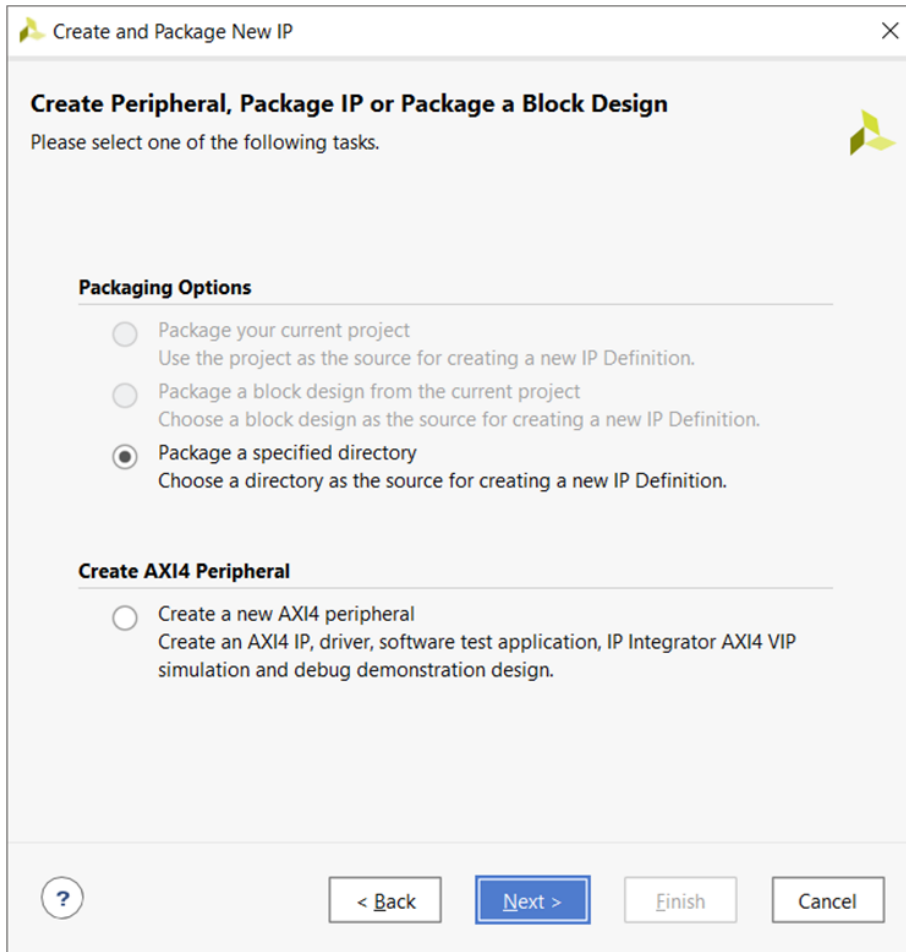 Create and Package New IP
Create Peripheral, Package IP or Package a Block Design
Please select one of the following tasks.
Packaging Options
Package your current project
Use the project as the source for creating a new IP Definition.
Package a block design from the current project
Choose a block design as the source for creating a new IP Definition.
Package a specified directory
Choose a directory as the source for creating a new IP Definition.
Create AXI4 Peripheral
Create a new AXI4 peripheral
Create an AXI4 IP, driver, software test application, IP Integrator AXI4 VIP
simulation and debug demonstration design.
? < Back Next > Finish Cancel